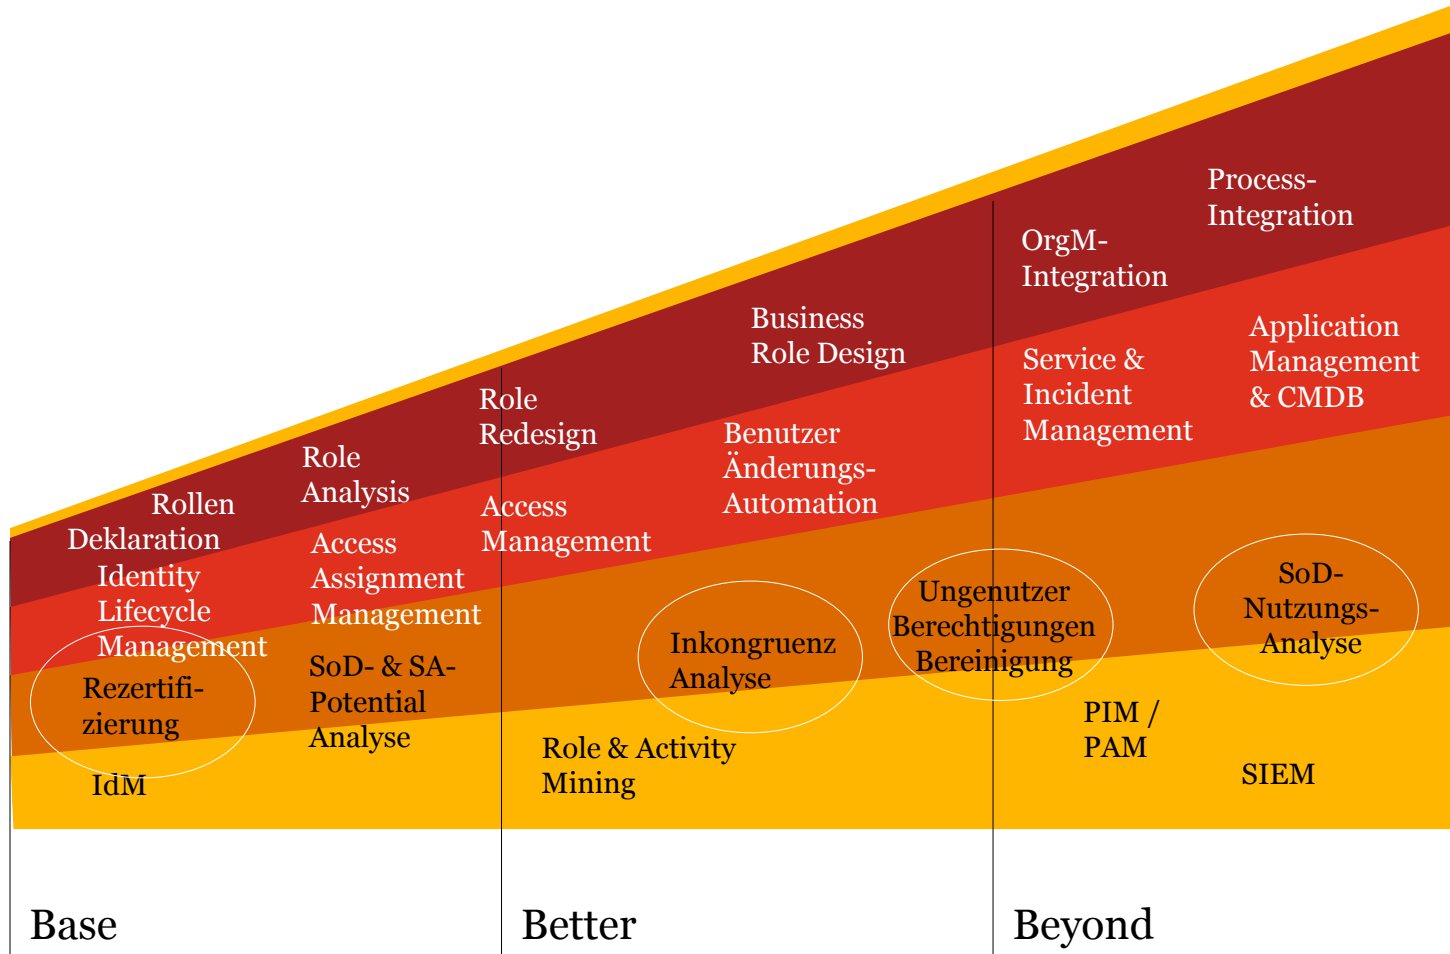 Process-
Integration
OrgM-
Integration
Business
Role Design
Application
Management
& CMDB
Service &
Incident
Management
Role
Redesign
Benutzer
Änderungs-
Automation
Role
Analysis
Rollen
Deklaration
Access
Management
Access
Assignment
Management
Identity
Lifecycle
Management
SoD-
Nutzungs-
Analyse
Ungenutzer
Berechtigungen
Bereinigung
Inkongruenz
Analyse
SoD- & SA-
Potential
Analyse
Rezertifi-
zierung
PIM /
PAM
Role & Activity
Mining
SIEM
IdM
Base
Better
Beyond